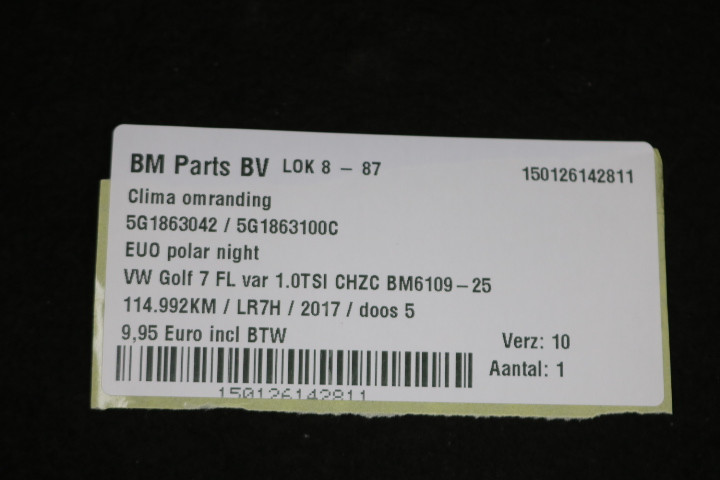 BM Parts BV LOK 8 - 87 150126142811
Clima omranding
5G1863042 / 5G1863100C
EUO polar night
VW Golf 7 FL var 1.0TSI CHZC BM6109-25
114.992KM / LR7H / 2017 / doos 5
9,95 Euro incl BTW Verz: 10
Aantal: 1
150126142811